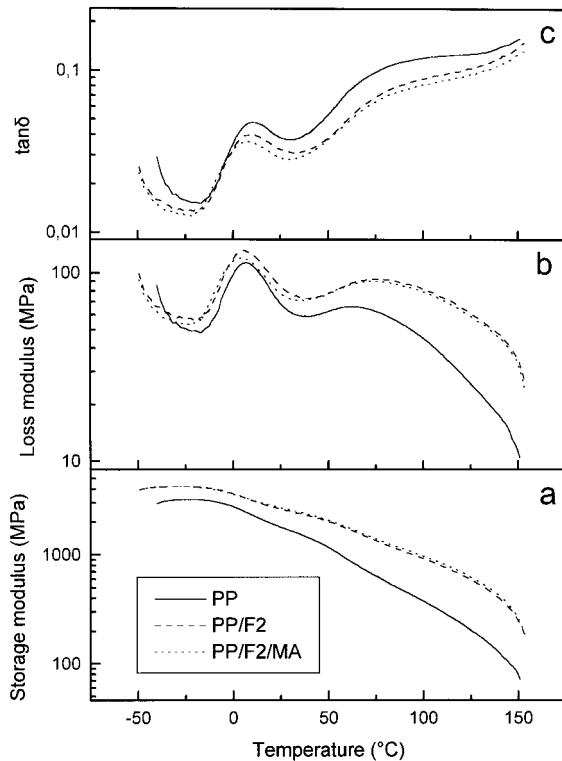 c
0,1
0,01
tanδ
b
100
10
Loss modulus (MPa)
a
1000
100
Storage modulus (MPa)
PP
PP/F2
PP/F2/MA
-50 0 50 100 150
Temperature (°C)